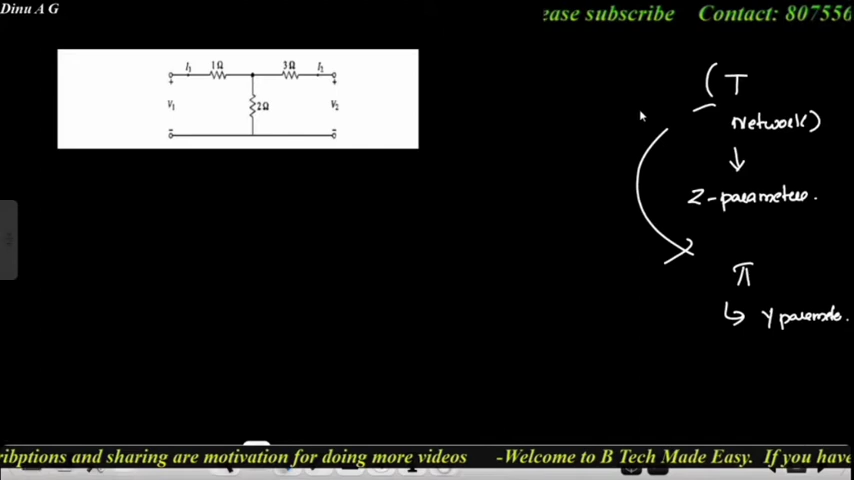 Dinu A G
ease subscribe Contact: 807556
I1 1Ω 3Ω I2
+ +
V1 2Ω V2
- -
(T
Network)
Z-parameters.
π
Y paramete.
ribptions and sharing are motivation for doing more videos -Welcome to B Tech Made Easy. If you have